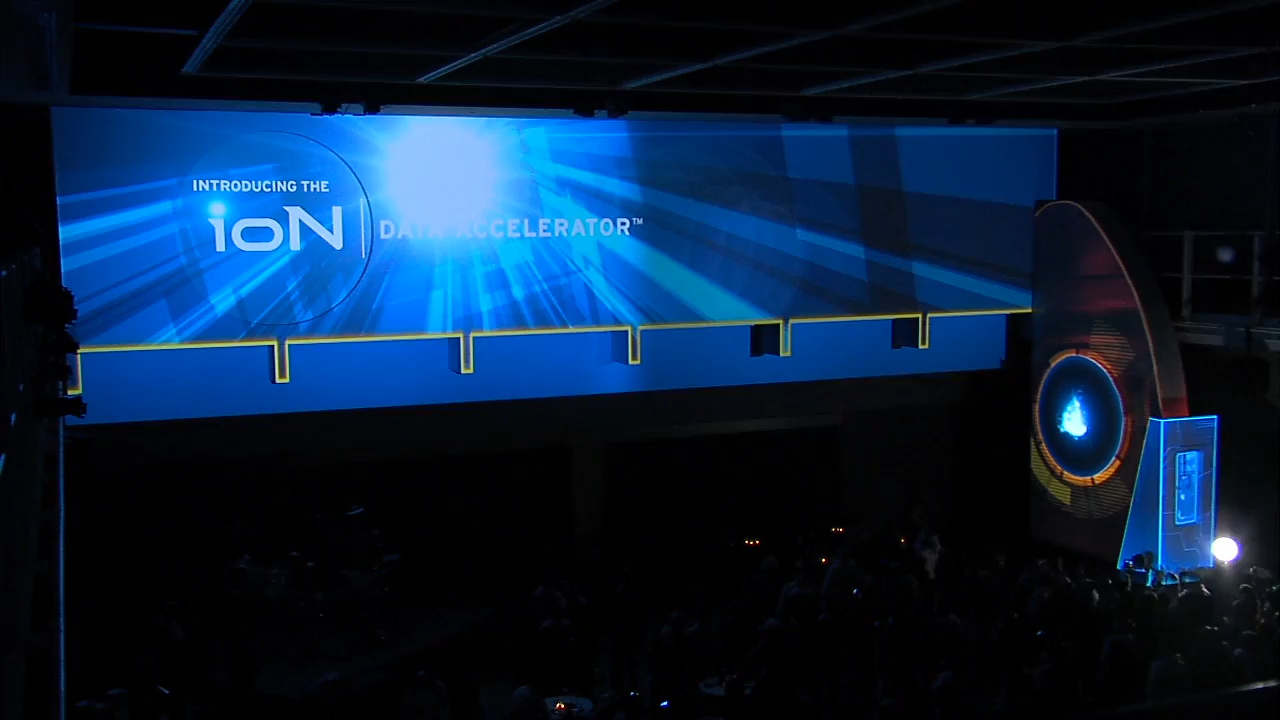 INTRODUCING THE
ioN DATA ACCELERATOR™